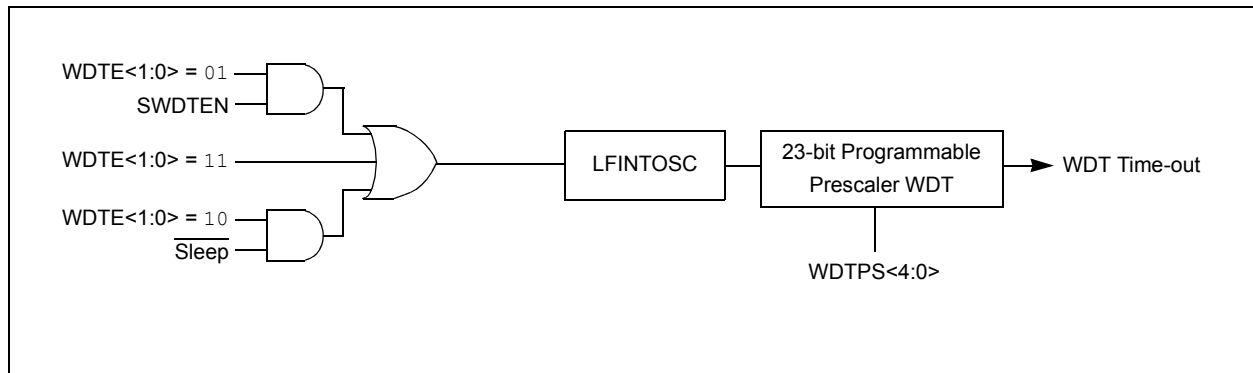 WDTE<1:0> = 01
SWDTEN
WDTE<1:0> = 11
WDTE<1:0> = 10
Sleep
LFINTOSC
23-bit Programmable
Prescaler WDT
WDT Time-out
WDTPS<4:0>